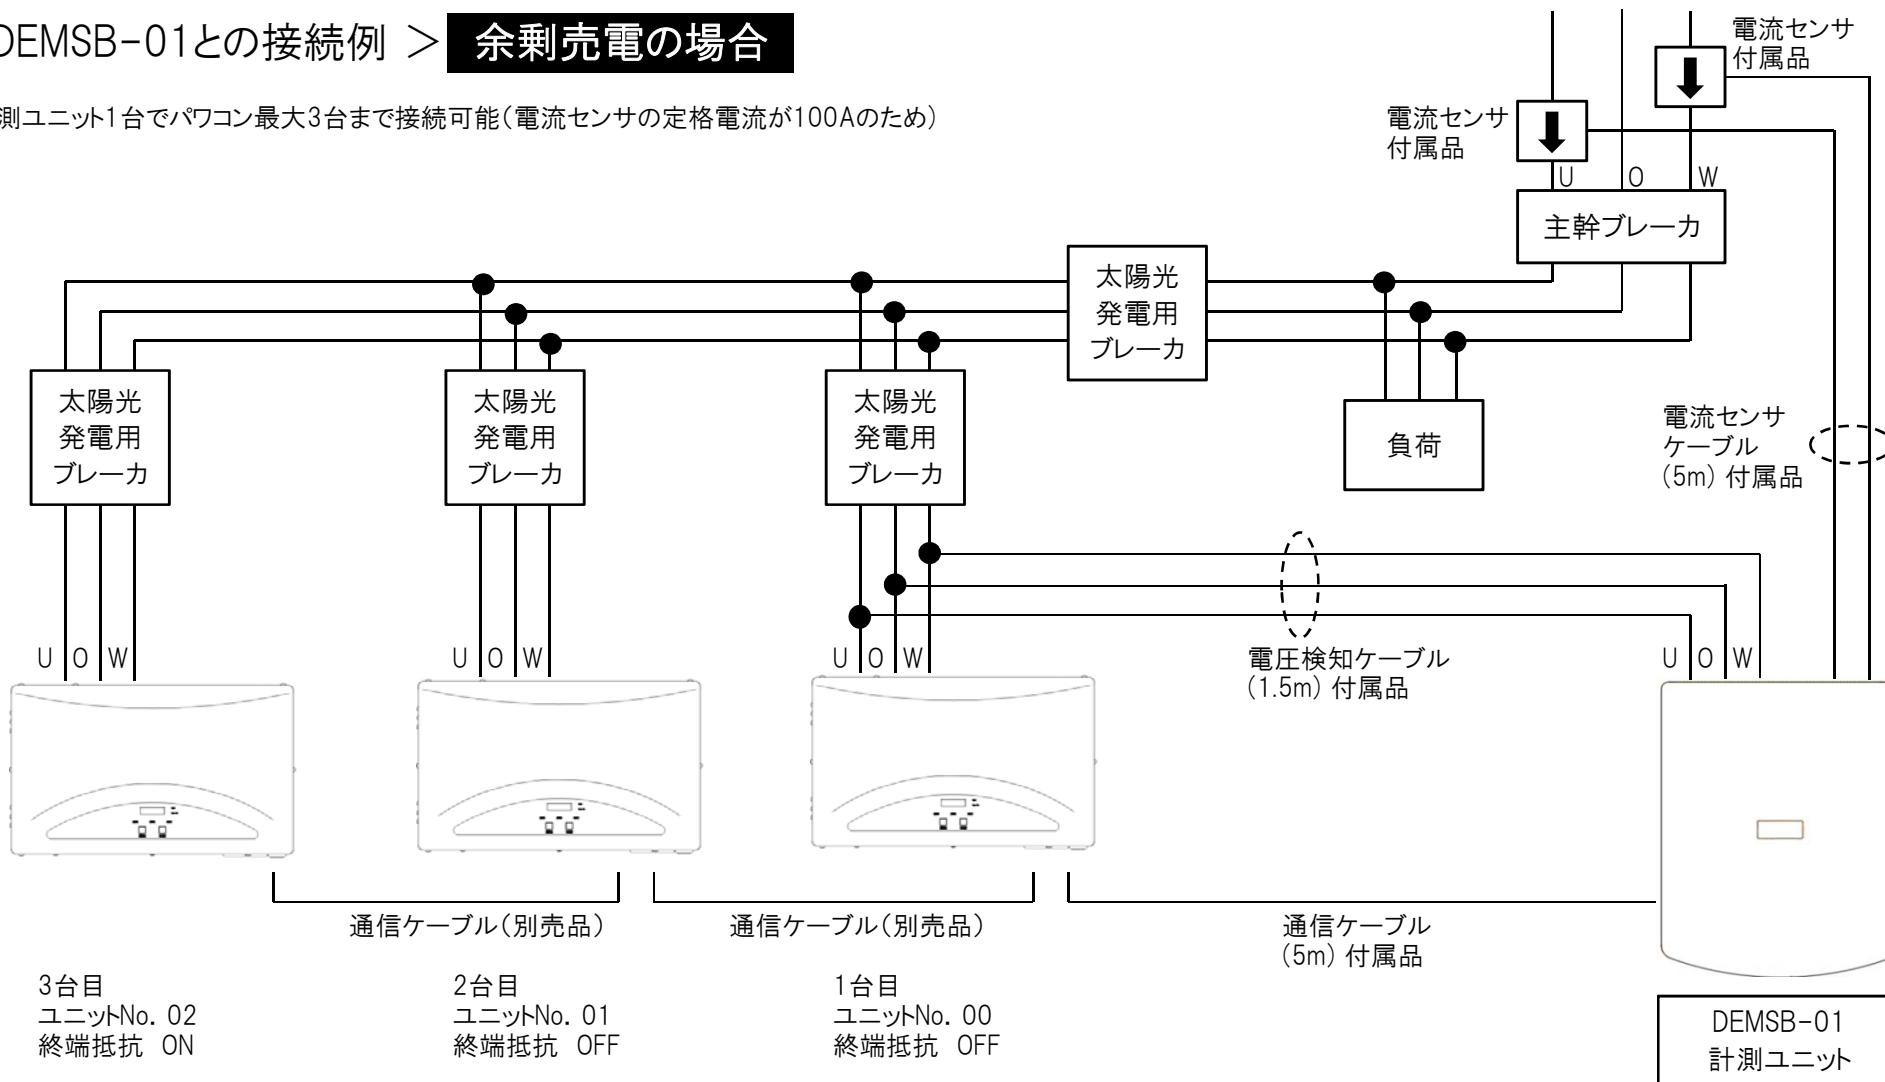 DEMSB-01との接続例 > 余剰売電の場合
測ユニット1台でパワコン最大3台まで接続可能(電流センサの定格電流が100Aのため)
電流センサ
付属品
電流センサ
付属品
U O W
主幹ブレーカ
太陽光
発電用
ブレーカ
太陽光
発電用
ブレーカ
太陽光
発電用
ブレーカ
太陽光
発電用
ブレーカ
負荷
電流センサ
ケーブル
(5m) 付属品
U O W
U O W
U O W
電圧検知ケーブル
(1.5m) 付属品
U O W
通信ケーブル(別売品)
通信ケーブル(別売品)
通信ケーブル
(5m) 付属品
3台目
ユニットNo. 02
終端抵抗 ON
2台目
ユニットNo. 01
終端抵抗 OFF
1台目
ユニットNo. 00
終端抵抗 OFF
DEMSB-01
計測ユニット